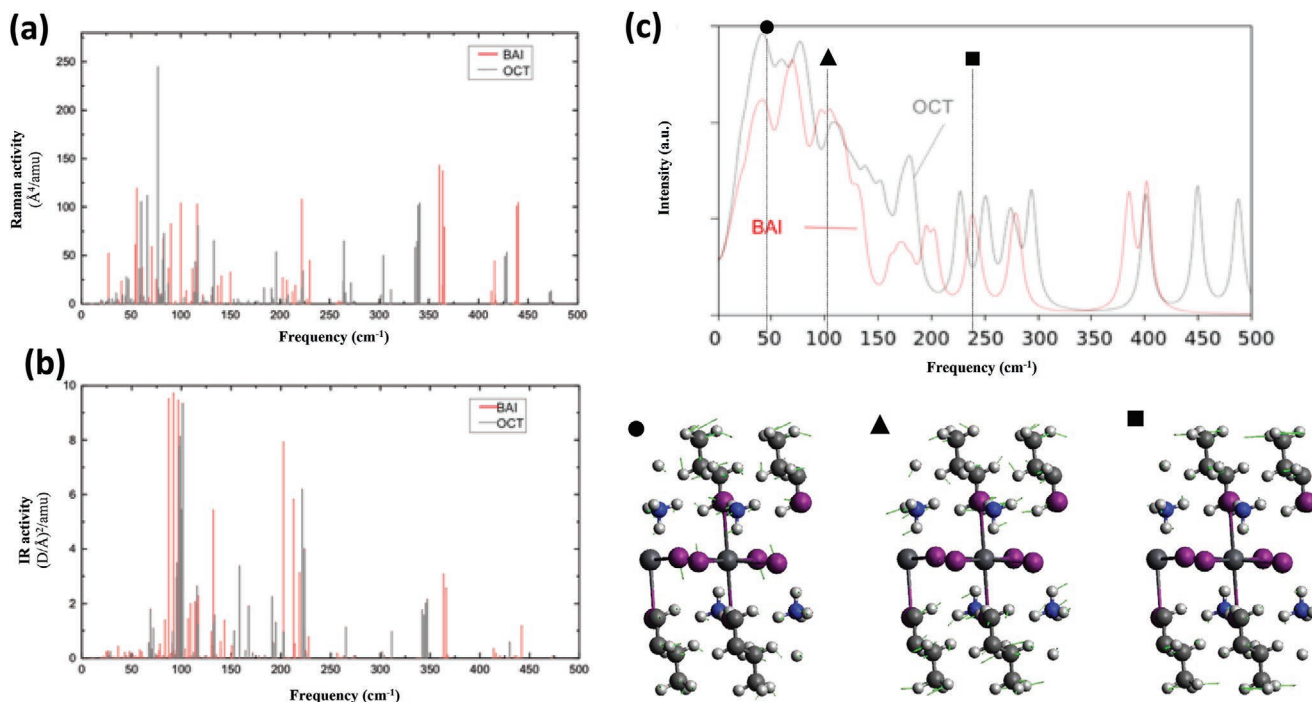 (a)
250
200
150
100
50
0
Raman activity
(Å⁴/amu)
BAI
OCT
0 50 100 150 200 250 300 350 400 450 500
Frequency (cm⁻¹)
(b)
10
8
6
4
2
0
IR activity
(D/Å)²/amu)
BAI
OCT
0 50 100 150 200 250 300 350 400 450 500
Frequency (cm⁻¹)
(c)
Intensity (a.u.)
OCT
BAI
0 50 100 150 200 250 300 350 400 450 500
Frequency (cm⁻¹)